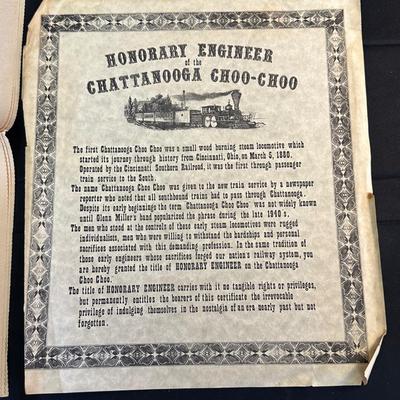 HONORARY ENGINEER
of the
CHATTANOOGA CHOO-CHOO
The first Chattanooga Choo Choo was a small wood burning steam locomotive which
started its journey through history from Cincinnati, Ohio, on March 5, 1880.
Operated by the Cincinnati Southern Railroad, it was the first through passenger
train service to the South.
The name Chattanooga Choo Choo was given to the new train service by a newspaper
reporter who noted that all southbound trains had to pass through Chattanooga.
Despite its early beginnings the term Chattanooga Choo Choo was not widely known
until Glenn Miller's band popularized the phrase during the late 1940's.
The men who stood at the controls of these early steam locomotives were rugged
individualists, men who were willing to withstand the hardships and personal
sacrifices associated with this demanding profession. In the same tradition of
those early engineers whose sacrifices forged our nation's railway system, you
are hereby granted the title of HONORARY ENGINEER on the Chattanooga
Choo Choo.
The title of HONORARY ENGINEER carries with it no tangible rights or privileges,
but permanently entitles the bearers of this certificate the irrevocable
privilege of indulging themselves in the nostalgia of an era nearly past but not
forgotten.